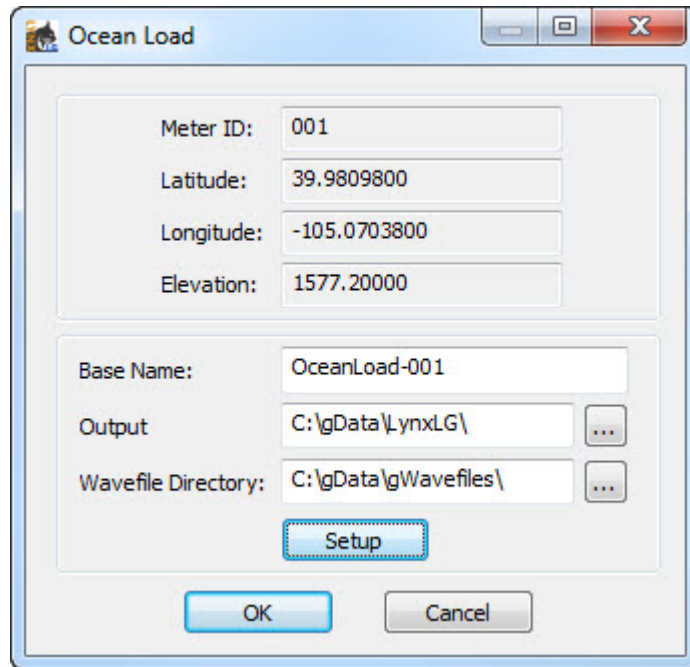 Ocean Load
Meter ID: 001
Latitude: 39.9809800
Longitude: -105.0703800
Elevation: 1577.20000
Base Name: OceanLoad-001
Output C:\gData\LynxLG\ ...
Wavefile Directory: C:\gData\gWavefiles\ ...
Setup
OK Cancel